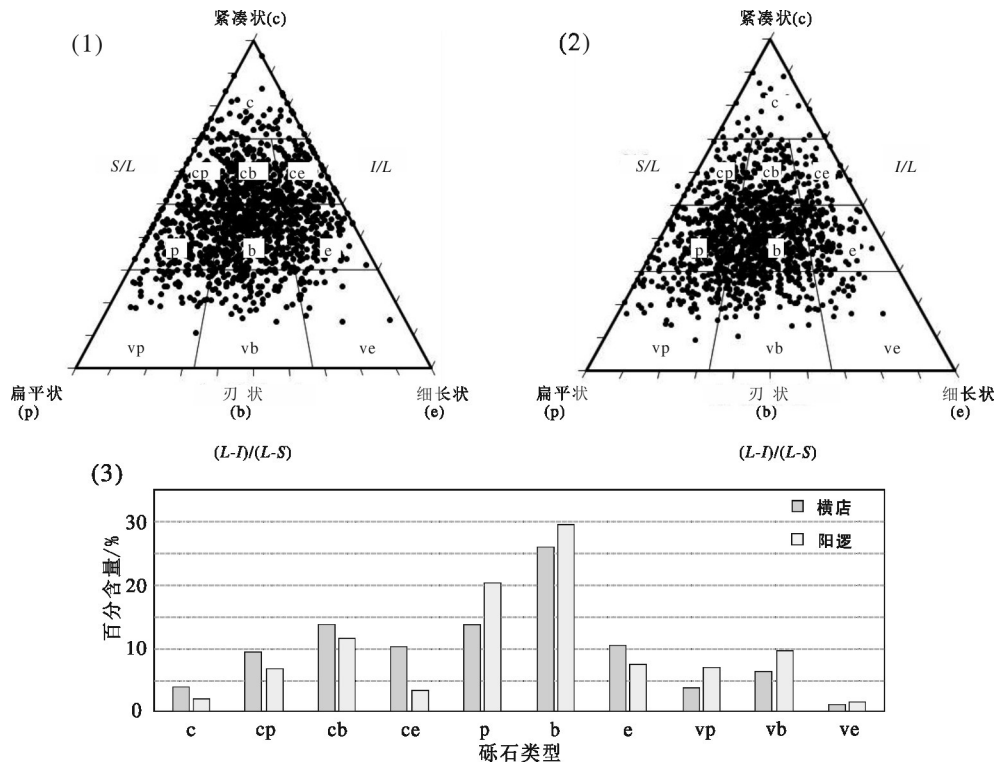 紧凑状(c)
(1)
c
S/L
I/L
cp
cb
ce
p
b
e
vp
vb
ve
扁平状
(p)
刃状
(b)
细长状
(e)
(L-I)/(L-S)
紧凑状(c)
(2)
c
S/L
I/L
cp
cb
ce
p
b
e
vp
vb
ve
扁平状
(p)
刃状
(b)
细长状
(e)
(L-I)/(L-S)
(3)
百分含量/%
30
20
10
0
横店
阳逻
c cp cb ce p b e vp vb ve
砾石类型